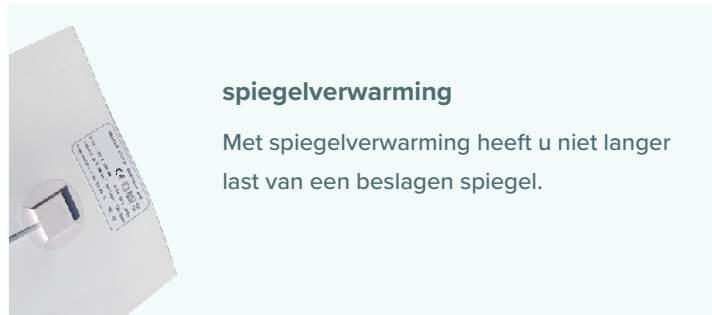 spiegelverwarming
Met spiegelverwarming heeft u niet langer
last van een beslagen spiegel.